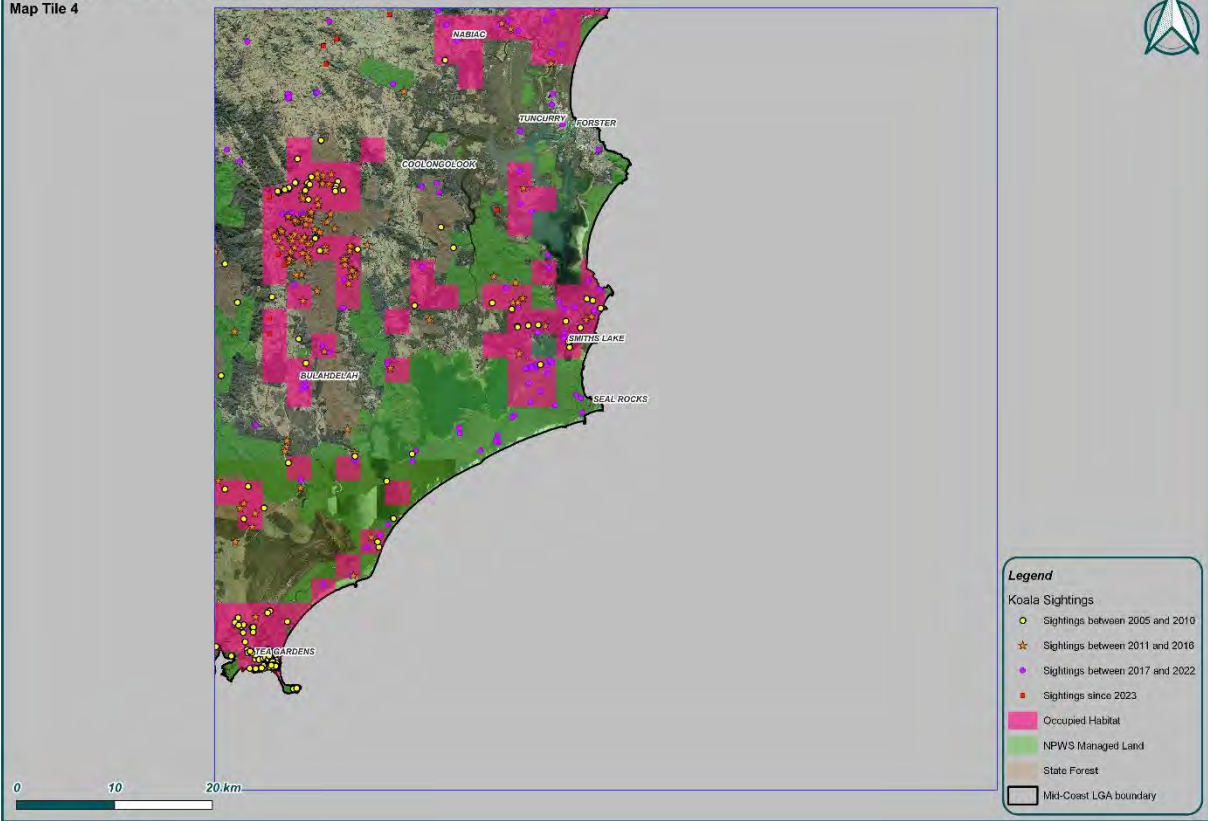 Map Tile 4
NABIAC
TUNCURRY
FORSTER
COOLONGOLOOK
SMITHS LAKE
BULAHDELAH
SEAL ROCKS
TEA GARDENS
Legend
Koala Sightings
Sightings between 2005 and 2010
Sightings between 2011 and 2016
Sightings between 2017 and 2022
Sightings since 2023
Occupied Habitat
NPWS Managed Land
State Forest
Mid-Coast LGA boundary
0 10 20 km